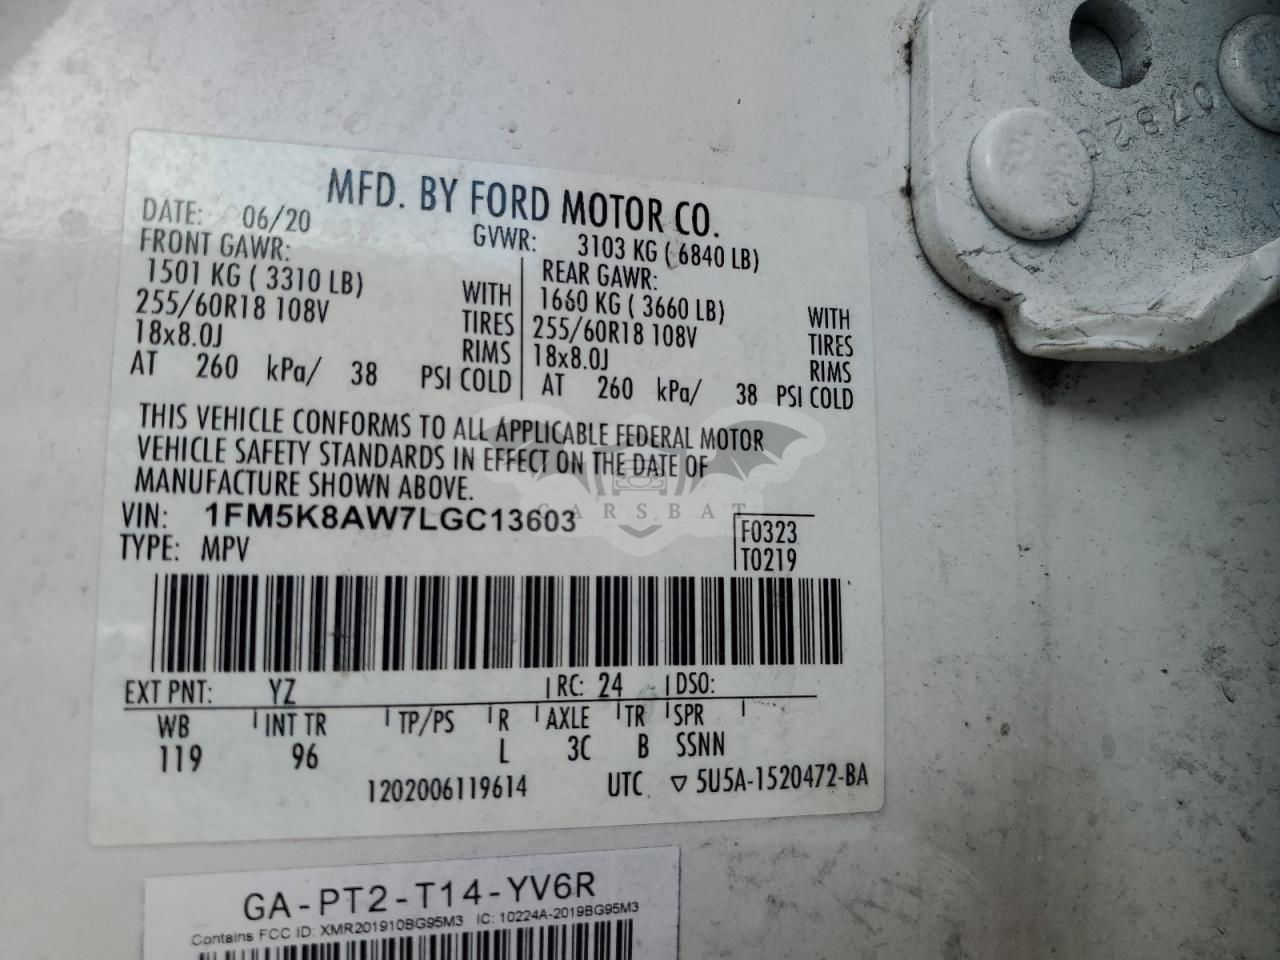 MFD. BY FORD MOTOR CO.
DATE: 06/20 GVWR: 3103 KG ( 6840 LB)
FRONT GAWR: REAR GAWR:
1501 KG ( 3310 LB) WITH 1660 KG ( 3660 LB) WITH
255/60R18 108V TIRES 255/60R18 108V TIRES
18x8.0J RIMS 18x8.0J RIMS
AT 260 kPa/ 38 PSI COLD AT 260 kPa/ 38 PSI COLD
THIS VEHICLE CONFORMS TO ALL APPLICABLE FEDERAL MOTOR
VEHICLE SAFETY STANDARDS IN EFFECT ON THE DATE OF
MANUFACTURE SHOWN ABOVE.
CARSBAT
VIN: 1FM5K8AW7LGC13603
F0323
TYPE: MPV
T0219
EXT PNT: YZ RC: 24 DSO:
WB INT TR TP/PS R AXLE TR SPR
119 96 L 3C B SSNN
1202006119614 UTC ▽ 5U5A-1520472-BA
GA-PT2-T14-YV6R
Contains FCC ID: XMR201910BG95M3 IC: 10224A-2019BG95M3